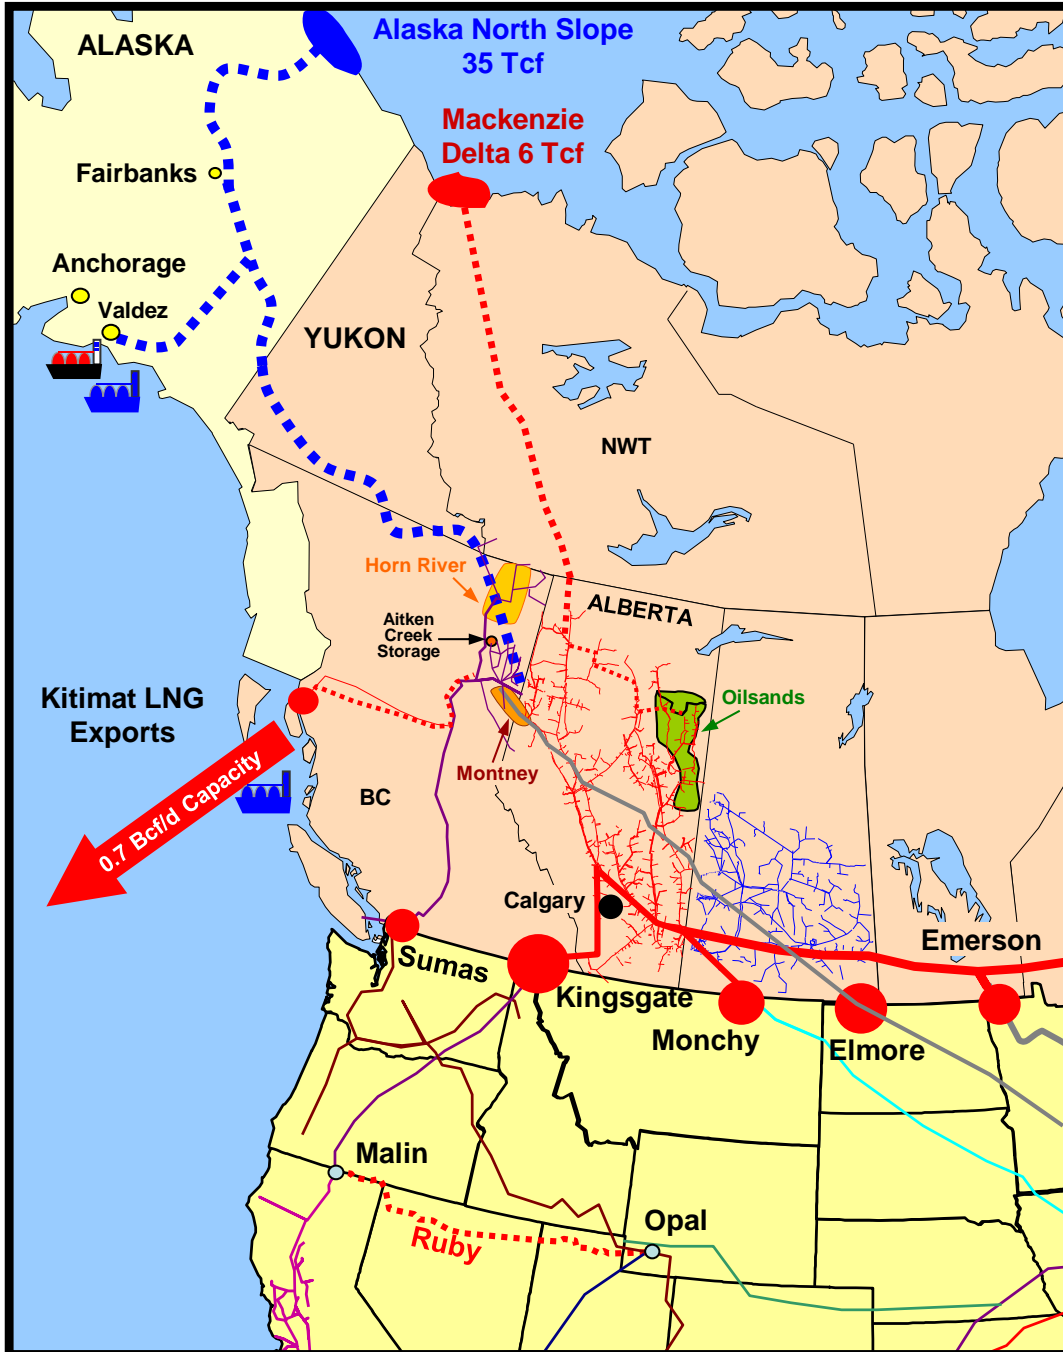 ALASKA
Alaska North Slope
35 Tcf
Mackenzie
Delta 6 Tcf
Fairbanks
Anchorage
Valdez
YUKON
NWT
Horn River
ALBERTA
Aitken
Creek
Storage
Kitimat LNG
Exports
Oilsands
Montney
BC
0.7 Bcf/d Capacity
Calgary
Emerson
Sumas
Kingsgate
Monchy
Elmore
Malin
Opal
Ruby